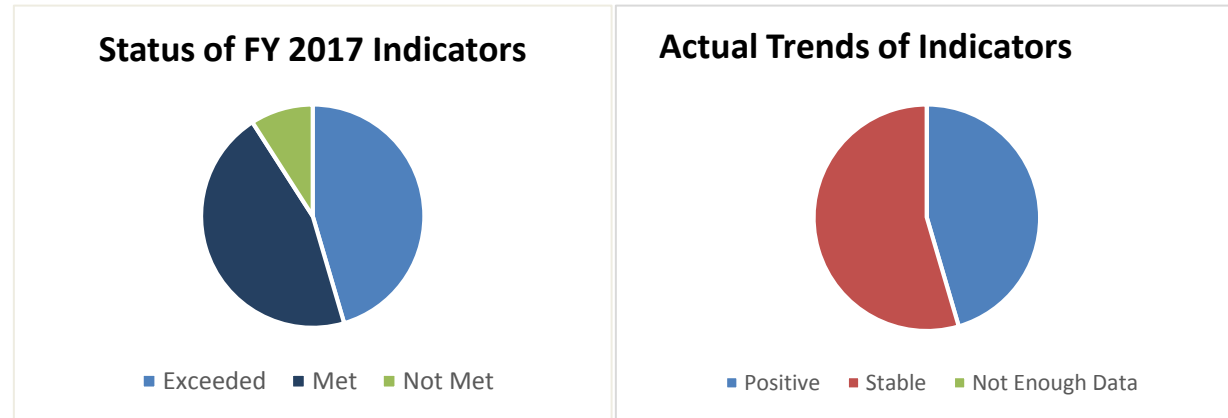 Status of FY 2017 Indicators
Exceeded Met Not Met
Actual Trends of Indicators
Positive Stable Not Enough Data